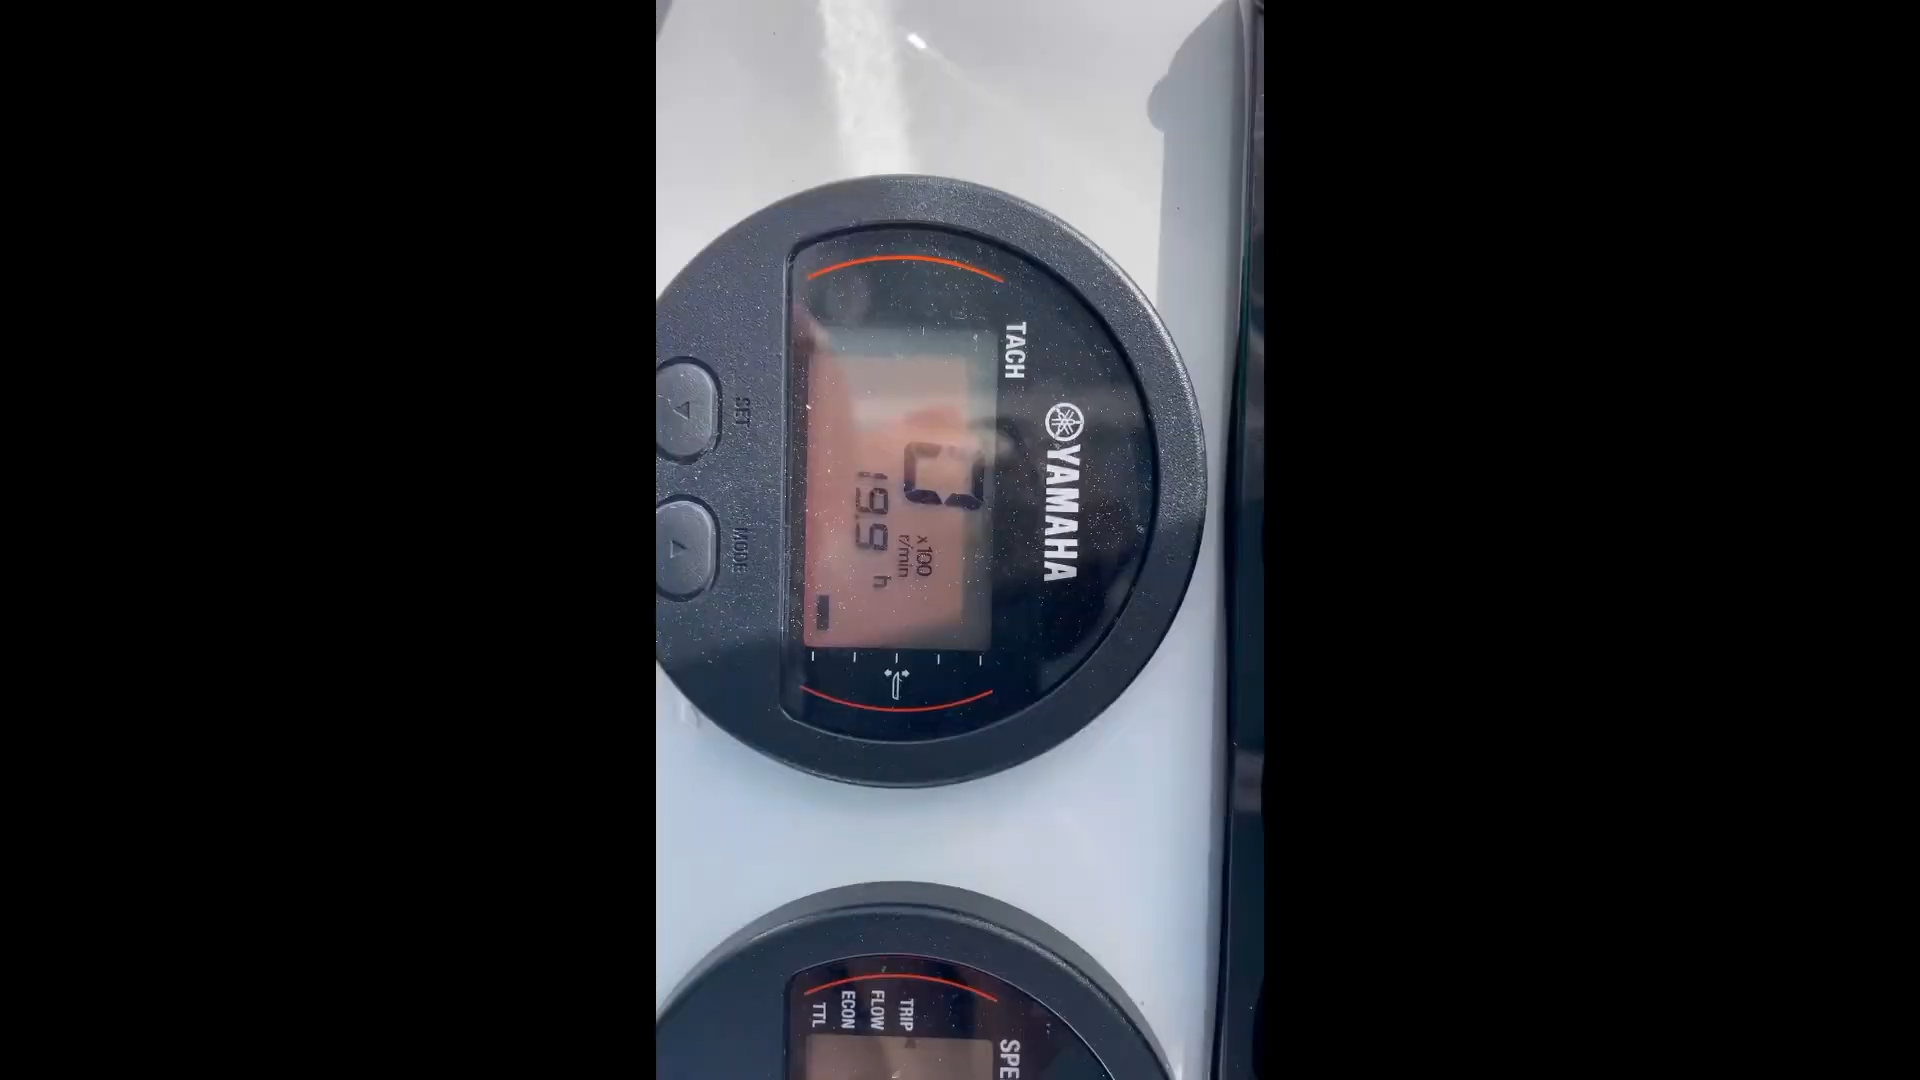 YAMAHA
TACH
0
x100
r/min
19.9 h
SET
MODE
SPE
TRIP
FLOW
ECON
TTL